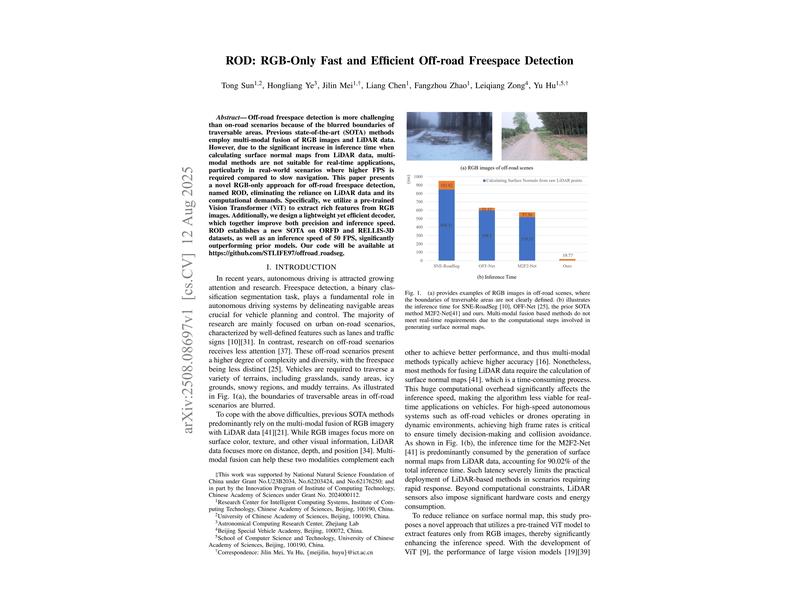 ROD: RGB-Only Fast and Efficient Off-road Freespace Detection
Tong Sun1,2, Hongliang Ye3, Jilin Mei1,†, Liang Chen1, Fangzhou Zhao1, Leiqiang Zong4, Yu Hu1,5,†
arXiv:2508.08697v1 [cs.CV] 12 Aug 2025
Abstract—Off-road freespace detection is more challenging
than on-road scenarios because of the blurred boundaries of
traversable areas. Previous state-of-the-art (SOTA) methods
employ multi-modal fusion of RGB images and LiDAR data.
However, due to the significant increase in inference time when
calculating surface normal maps from LiDAR data, multi-
modal methods are not suitable for real-time applications,
particularly in real-world scenarios where higher FPS is
required compared to slow navigation. This paper presents
a novel RGB-only approach for off-road freespace detection,
named ROD, eliminating the reliance on LiDAR data and its
computational demands. Specifically, we utilize a pre-trained
Vision Transformer (ViT) to extract rich features from RGB
images. Additionally, we design a lightweight yet efficient decoder,
which together improve both precision and inference speed.
ROD establishes a new SOTA on ORFD and RELLIS-3D
datasets, as well as an inference speed of 50 FPS, significantly
outperforming prior models. Our code will be available at
https://github.com/STLIFE97/offroad_roadseg.
I. INTRODUCTION
In recent years, autonomous driving is attracted growing
attention and research. Freespace detection, a binary clas-
sification segmentation task, plays a fundamental role in
autonomous driving systems by delineating navigable areas
crucial for vehicle planning and control. The majority of
research are mainly focused on urban on-road scenarios,
characterized by well-defined features such as lanes and traffic
signs [10][31]. In contrast, research on off-road scenarios
receives less attention [37]. These off-road scenarios present
a higher degree of complexity and diversity, with the freespace
being less distinct [25]. Vehicles are required to traverse a
variety of terrains, including grasslands, sandy areas, icy
grounds, snowy regions, and muddy terrains. As illustrated
in Fig. 1(a), the boundaries of traversable areas in off-road
scenarios are blurred.
To cope with the above difficulties, previous SOTA methods
predominantly rely on the multi-modal fusion of RGB imagery
with LiDAR data [41][21]. While RGB images focus more on
surface color, texture, and other visual information, LiDAR
data focuses more on distance, depth, and position [34]. Multi-
modal fusion can help these two modalities complement each
‡This work was supported by National Natural Science Foundation of
China under Grant No.U23B2034, No.62203424, and No.62176250; and
in part by the Innovation Program of Institute of Computing Technology,
Chinese Academy of Sciences under Grant No. 2024000112.
1Research Center for Intelligent Computing Systems, Institute of Com-
puting Technology, Chinese Academy of Sciences, Beijing, 100190, China.
2University of Chinese Academy of Sciences, Beijing, 100190, China.
3Astronomical Computing Research Center, Zhejiang Lab
4Beijing Special Vehicle Academy, Beijing, 100072, China.
5School of Computer Science and Technology, University of Chinese
Academy of Sciences, Beijing, 100190, China.
†Correspondence: Jilin Mei, Yu Hu, {meijilin, huyu}@ict.ac.cn
(a) RGB images of off-road scenes
(ms)
Calculating Surface Normals from raw LiDAR points
1000
900
800
700
600
500
400
300
200
100
0
19.77
SNE-RoadSeg OFF-Net M2F2-Net Ours
(b) Inference Time
Fig. 1. (a) provides examples of RGB images in off-road scenes, where
the boundaries of traversable areas are not clearly defined. (b) illustrates
the inference time for SNE-RoadSeg [10], OFF-Net [25], the prior SOTA
method M2F2-Net[41] and ours. Multi-modal fusion based methods do not
meet real-time requirements due to the computational steps involved in
generating surface normal maps.
other to achieve better performance, and thus multi-modal
methods typically achieve higher accuracy [16]. Nonetheless,
most methods for fusing LiDAR data require the calculation of
surface normal maps [41]. which is a time-consuming process.
This huge computational overhead significantly affects the
inference speed, making the algorithm less viable for real-
time applications on vehicles. For high-speed autonomous
systems such as off-road vehicles or drones operating in
dynamic environments, achieving high frame rates is critical
to ensure timely decision-making and collision avoidance.
As shown in Fig. 1(b), the inference time for the M2F2-Net
[41] is predominantly consumed by the generation of surface
normal maps from LiDAR data, accounting for 90.02% of the
total inference time. Such latency severely limits the practical
deployment of LiDAR-based methods in scenarios requiring
rapid response. Beyond computational constraints, LiDAR
sensors also impose significant hardware costs and energy
consumption.
To reduce reliance on surface normal map, this study pro-
poses a novel approach that utilizes a pre-trained ViT model to
extract features only from RGB images, thereby significantly
enhancing the inference speed. With the development of
ViT [9], the performance of large vision models [19][39]